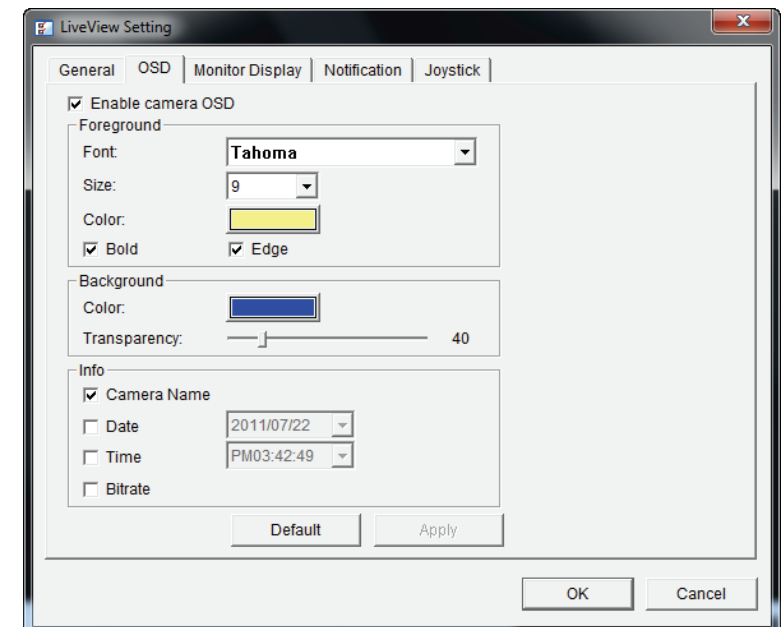 LiveView Setting
General OSD Monitor Display Notification Joystick
Enable camera OSD
Foreground
Font: Tahoma
Size: 9
Color:
Bold Edge
Background
Color:
Transparency: 40
Info
Camera Name
Date 2011/07/22
Time PM03:42:49
Bitrate
Default Apply
OK Cancel